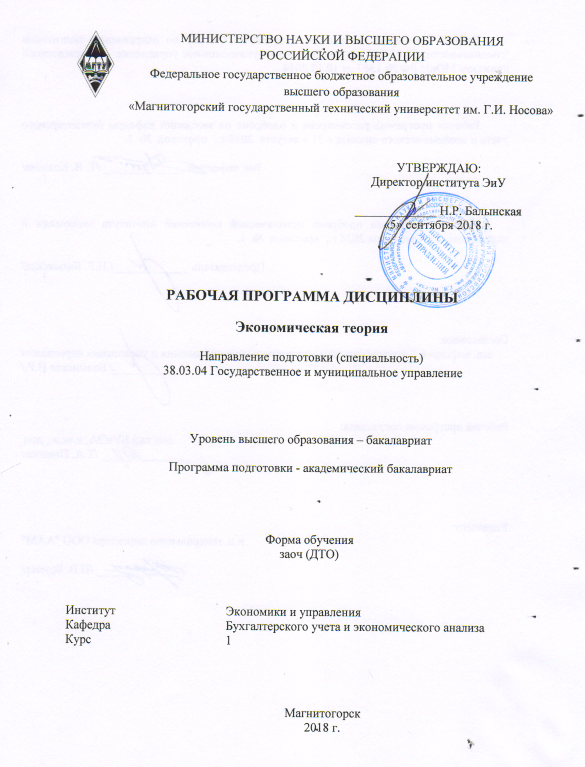 МИНИСТЕРСТВО НАУКИ И ВЫСШЕГО ОБРАЗОВАНИЯ
РОССИЙСКОЙ ФЕДЕРАЦИИ
Федеральное государственное бюджетное образовательное учреждение
высшего образования
«Магнитогорский государственный технический университет им. Г.И. Носова»
УТВЕРЖДАЮ:
Директор института ЭиУ
Н.Р. Балынская
«5» сентября 2018 г.
ИНСТИТУТ
ЭКОНОМИКИ И
УПРАВЛЕНИЯ
РАБОЧАЯ ПРОГРАММА ДИСЦИПЛИНЫ
Экономическая теория
Направление подготовки (специальность)
38.03.04 Государственное и муниципальное управление
Уровень высшего образования – бакалавриат
Программа подготовки - академический бакалавриат
Форма обучения
заоч (ДТО)
Институт Экономики и управления
Кафедра Бухгалтерского учета и экономического анализа
Курс 1
Магнитогорск
2018 г.